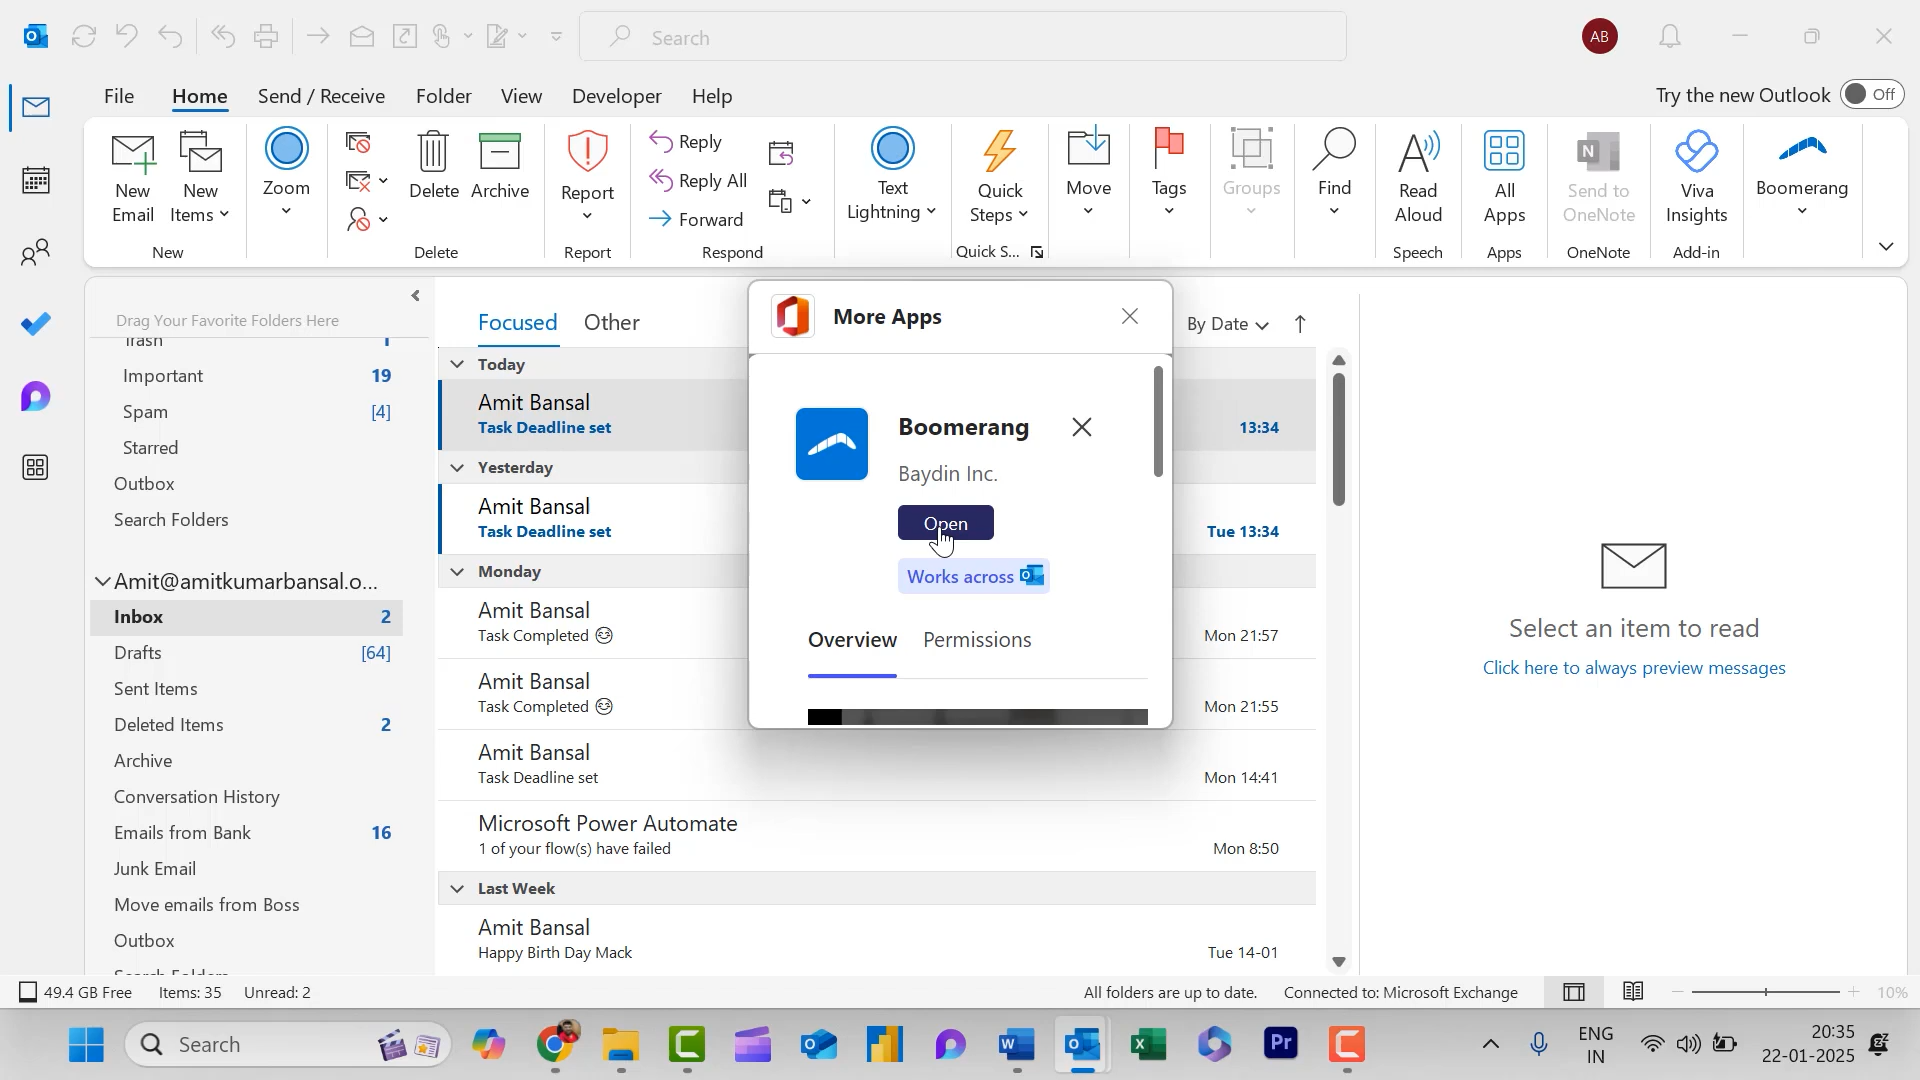 Search
AB
File
Home
Send / Receive
Folder
View
Developer
Help
Try the new Outlook
Off
New
Email
New
Items
New
Zoom
Delete
Archive
Delete
Report
Report
Reply
Reply All
Forward
Respond
Text
Lightning
Quick
Steps
Quick S...
Move
Tags
Groups
Find
Read
Aloud
Speech
All
Apps
Apps
Send to
OneNote
OneNote
Viva
Insights
Add-in
Boomerang
Drag Your Favorite Folders Here
Trash 1
Important 19
Spam [4]
Starred
Outbox
Search Folders
Amit@amitkumarbansal.o...
Inbox 2
Drafts [64]
Sent Items
Deleted Items 2
Archive
Conversation History
Emails from Bank 16
Junk Email
Move emails from Boss
Outbox
Search Folders
Focused
Other
By Date
Today
Amit Bansal
Task Deadline set 13:34
Yesterday
Amit Bansal
Task Deadline set Tue 13:34
Monday
Amit Bansal
Task Completed 😊 Mon 21:57
Amit Bansal
Task Completed 😊 Mon 21:55
Amit Bansal
Task Deadline set Mon 14:41
Microsoft Power Automate
1 of your flow(s) have failed Mon 8:50
Last Week
Amit Bansal
Happy Birth Day Mack Tue 14-01
More Apps
Boomerang
Baydin Inc.
Open
Works across
Overview
Permissions
Select an item to read
Click here to always preview messages
49.4 GB Free
Items: 35
Unread: 2
All folders are up to date.
Connected to: Microsoft Exchange
10%
Search
Pr
ENG
IN
20:35
22-01-2025